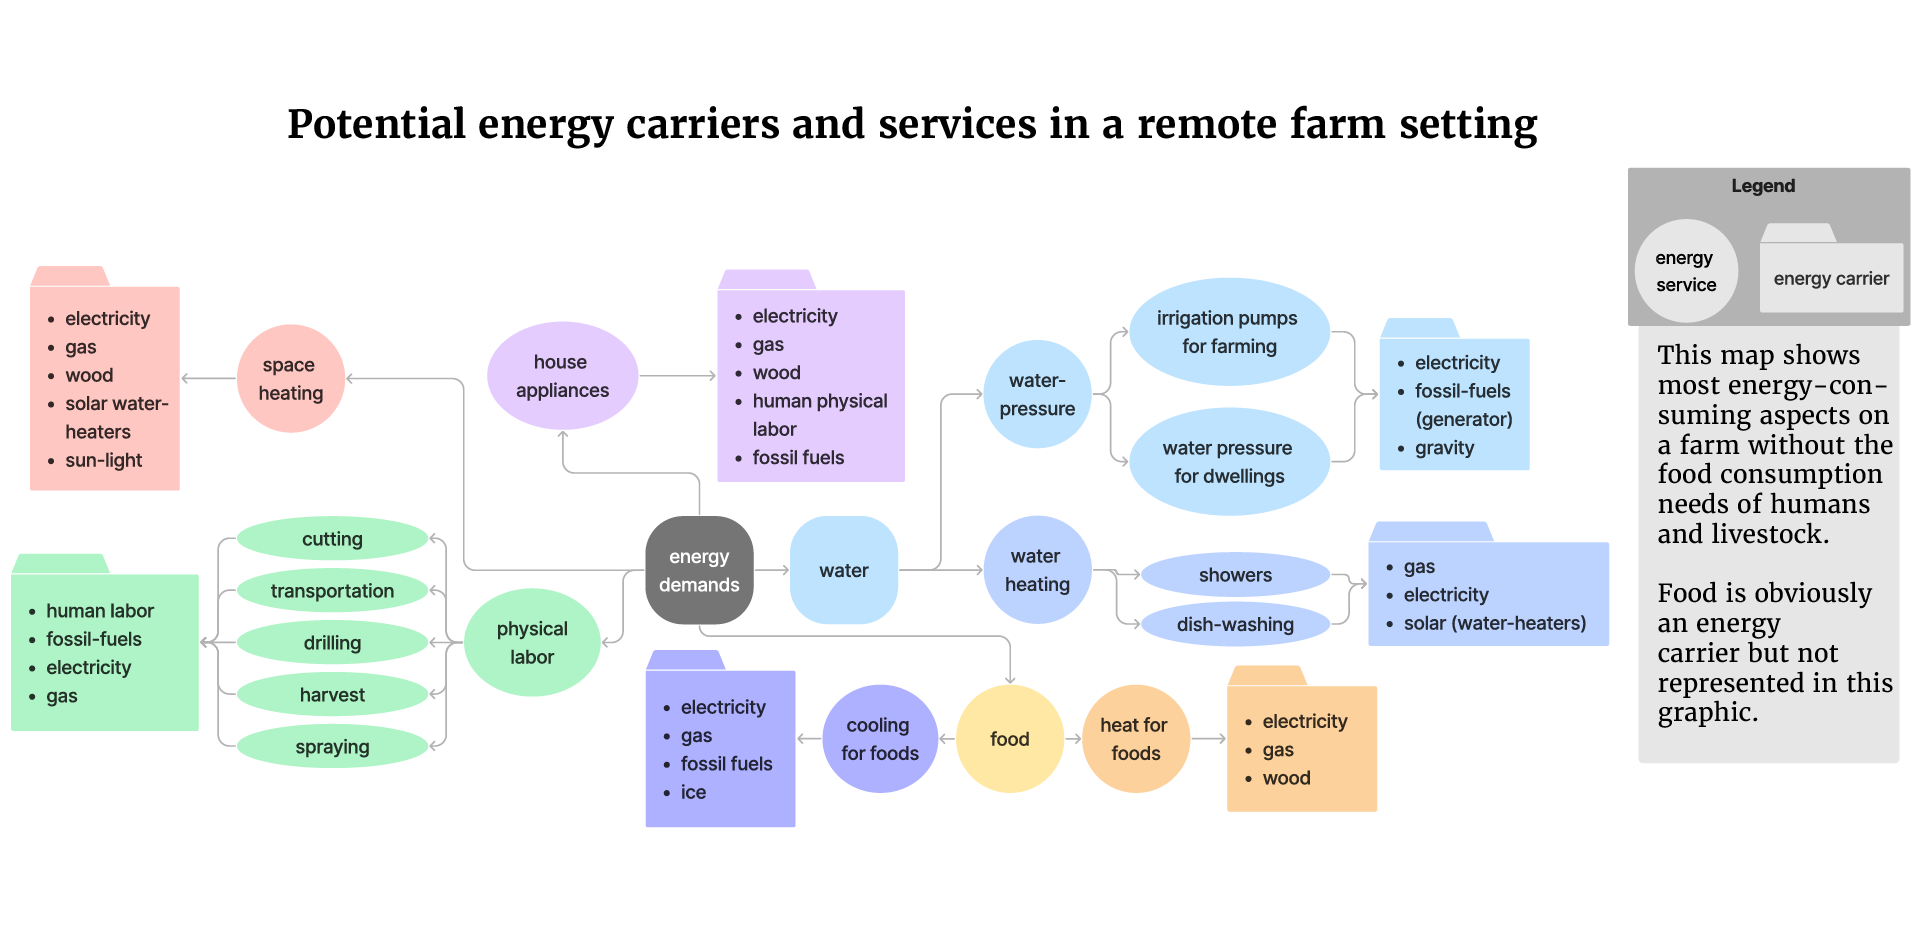 Potential energy carriers and services in a remote farm setting
Legend
energy
service
energy carrier
This map shows
most energy-con-
suming aspects on
a farm without the
food consumption
needs of humans
and livestock.
Food is obviously
an energy
carrier but not
represented in this
graphic.
• electricity
• gas
• wood
• solar water-
heaters
• sun-light
space
heating
house
appliances
• electricity
• gas
• wood
• human physical
labor
• fossil fuels
water-
pressure
irrigation pumps
for farming
water pressure
for dwellings
• electricity
• fossil-fuels
(generator)
• gravity
• human labor
• fossil-fuels
• electricity
• gas
cutting
transportation
drilling
harvest
spraying
physical
labor
energy
demands
water
water
heating
showers
dish-washing
• gas
• electricity
• solar (water-heaters)
• electricity
• gas
• fossil fuels
• ice
cooling
for foods
food
heat for
foods
• electricity
• gas
• wood